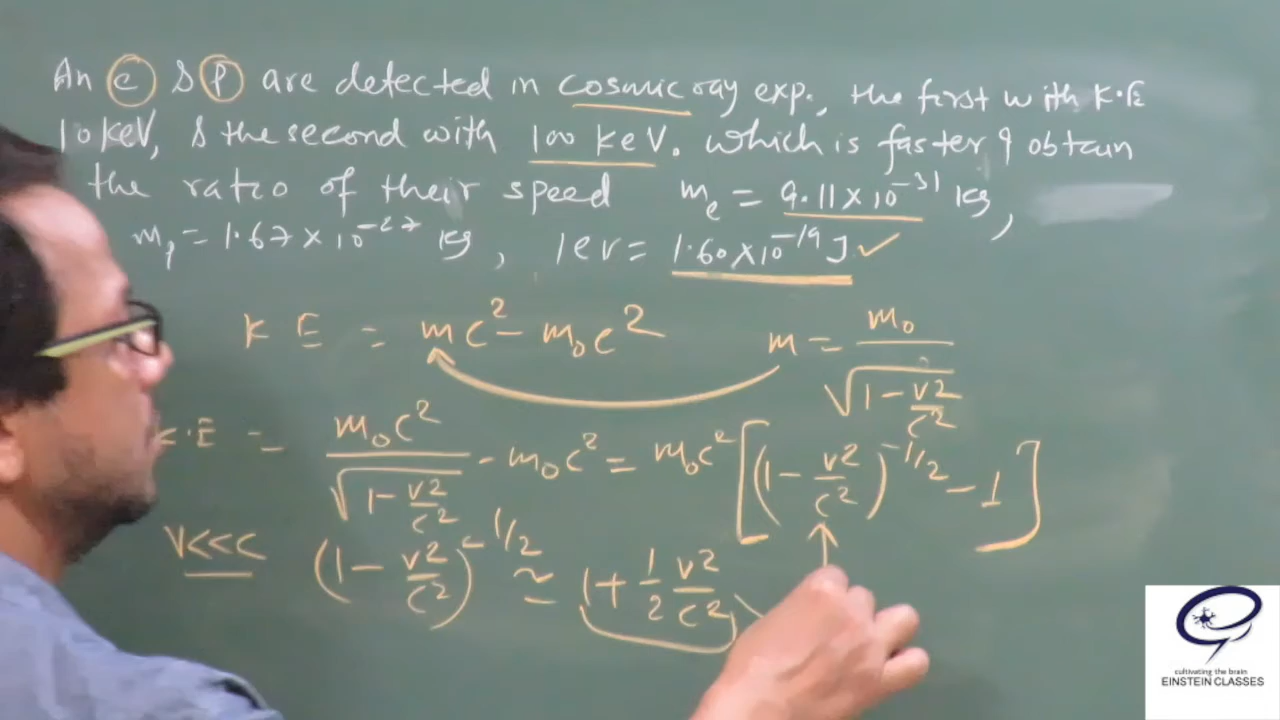 An e & P are detected in cosmic ray exp., the first with K.E
10 keV, & the second with 100 keV. which is faster & obtain
the ratio of their speed mₑ = 9.11×10⁻³¹ kg,
mₚ = 1.67×10⁻²⁷ kg, 1ev = 1.60×10⁻¹⁹ J ✓
K E = mc² - m₀c² m = m₀/√(1-v²/c²)
K.E = m₀c²/√(1-v²/c²) - m₀c² = m₀c²[(1-v²/c²)^(-1/2) - 1]
v<<<c (1-v²/c²)^(-1/2) ≃ 1+1/2 v²/c²
cultivating the brain
EINSTEIN CLASSES